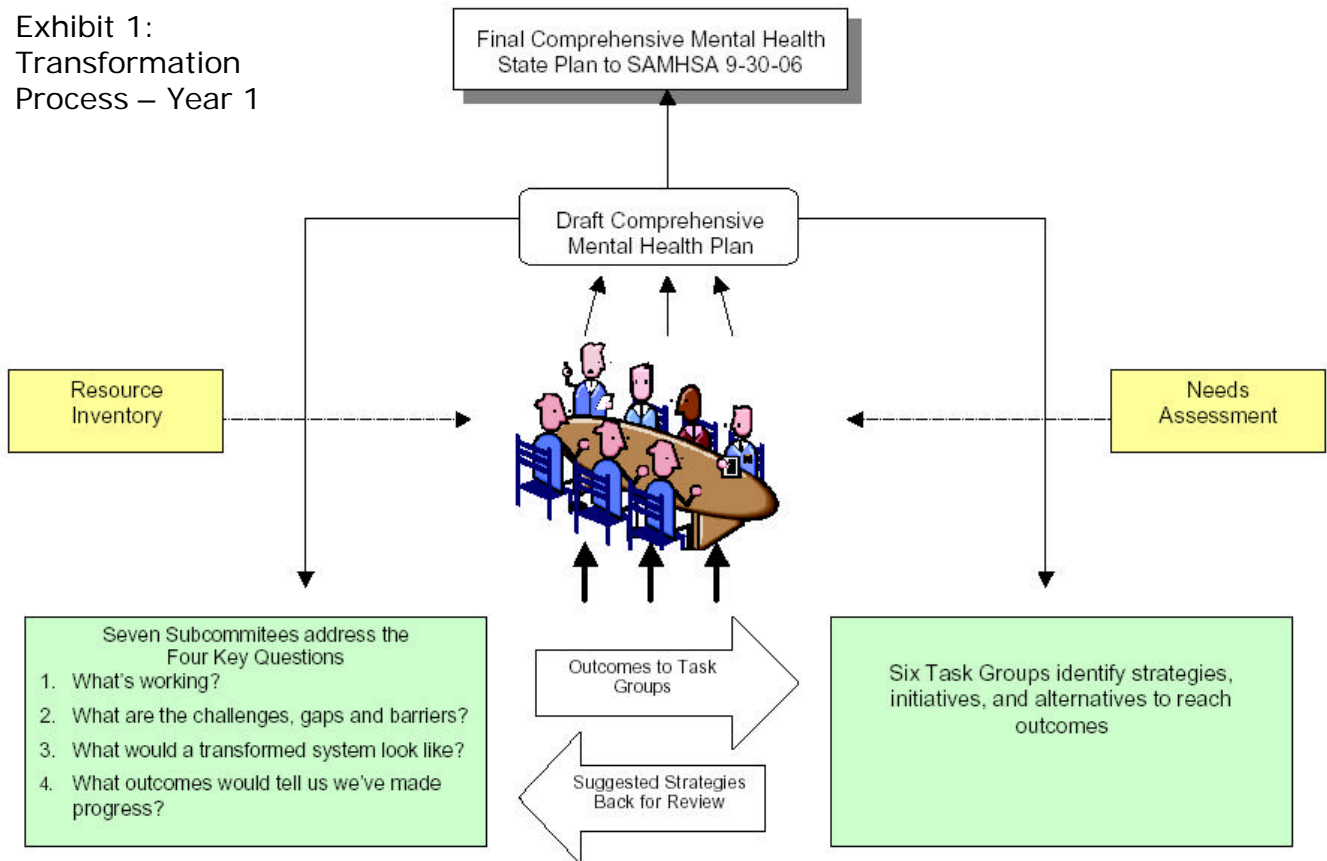 Exhibit 1:
Transformation
Process – Year 1
Final Comprehensive Mental Health
State Plan to SAMHSA 9-30-06
Draft Comprehensive
Mental Health Plan
Resource
Inventory
Needs
Assessment
Seven Subcommitees address the
Four Key Questions
1. What's working?
2. What are the challenges, gaps and barriers?
3. What would a transformed system look like?
4. What outcomes would tell us we've made
progress?
Outcomes to Task
Groups
Suggested Strategies
Back for Review
Six Task Groups identify strategies,
initiatives, and alternatives to reach
outcomes